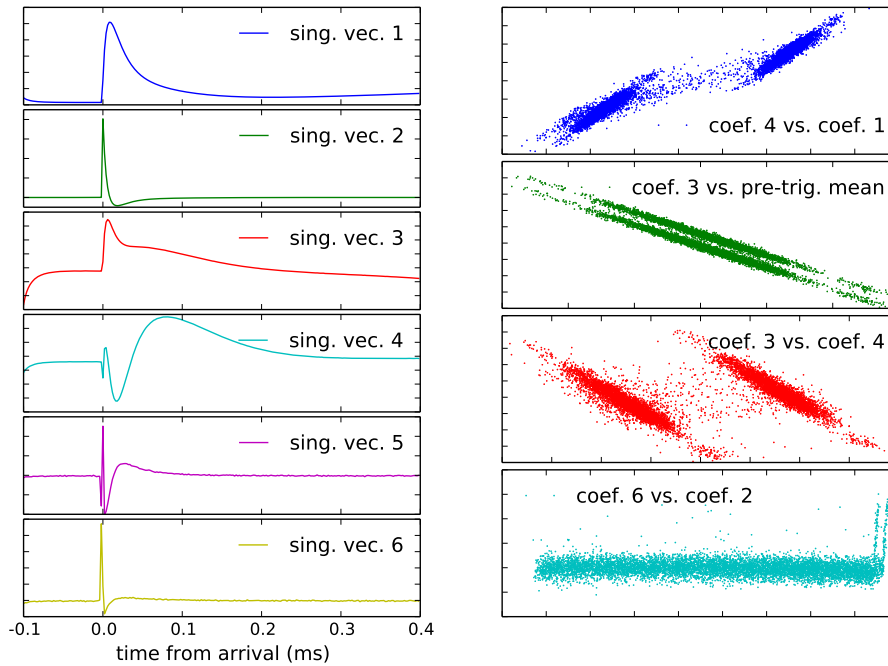 sing. vec. 1
sing. vec. 2
sing. vec. 3
sing. vec. 4
sing. vec. 5
sing. vec. 6
-0.1 0.0 0.1 0.2 0.3 0.4
time from arrival (ms)
coef. 4 vs. coef. 1
coef. 3 vs. pre-trig. mean
coef. 3 vs. coef. 4
coef. 6 vs. coef. 2